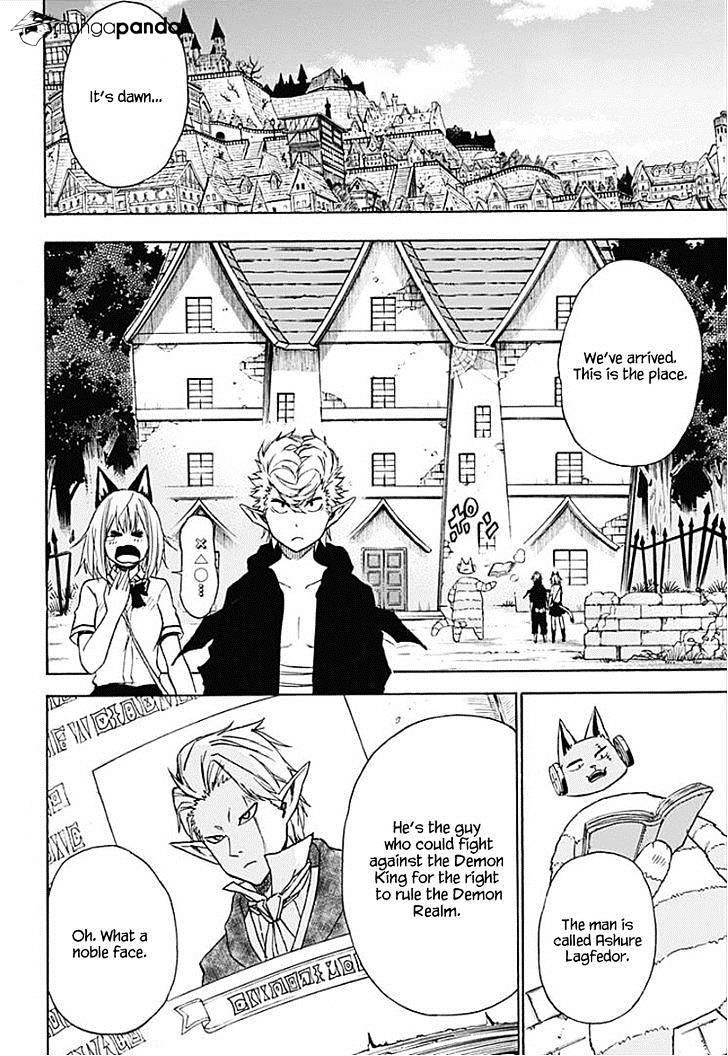 mangapanda
It's dawn...
We've arrived.
This is the place.
He's the guy
who could fight
against the Demon
King for the right
to rule the Demon
Realm.
Oh. What a
noble face.
The man is
called Ashure
Lagfedor.